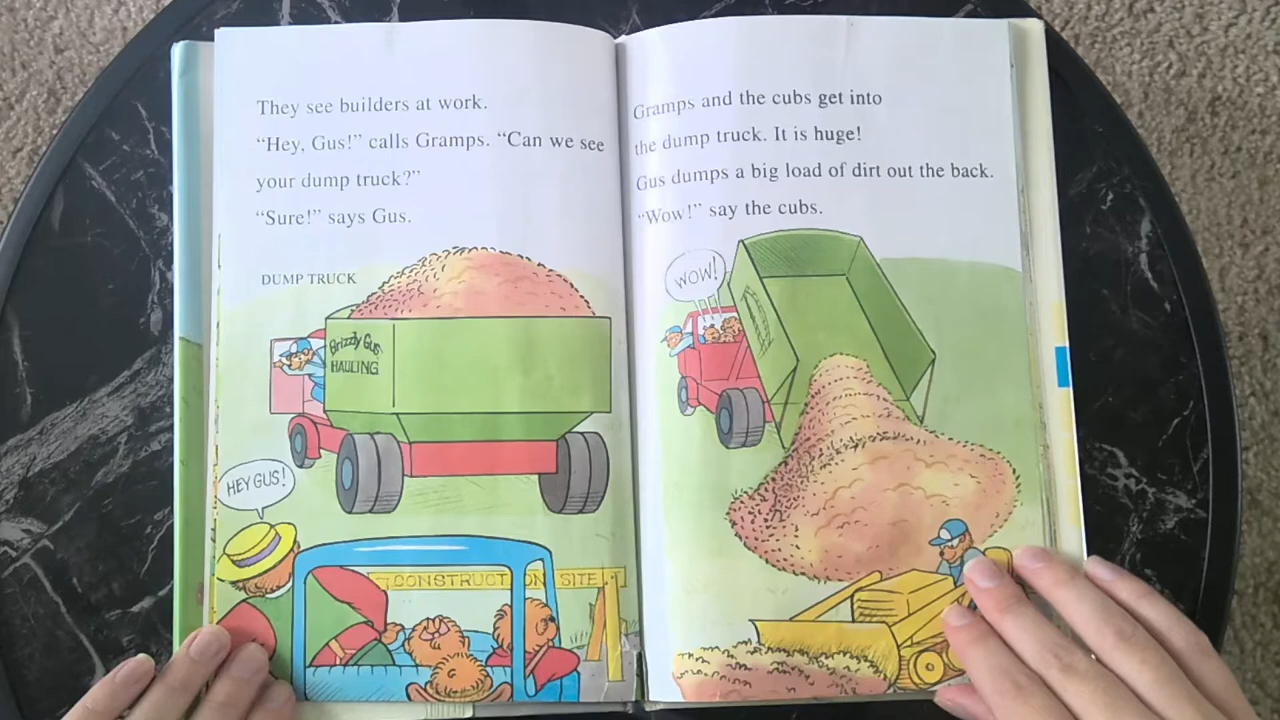 They see builders at work.
“Hey, Gus!” calls Gramps. “Can we see
your dump truck?”
“Sure!” says Gus.
DUMP TRUCK
Grizzly Gus
HAULING
HEY GUS!
CONSTRUCTION SITE
Gramps and the cubs get into
the dump truck. It is huge!
Gus dumps a big load of dirt out the back.
“Wow!” say the cubs.
WOW!